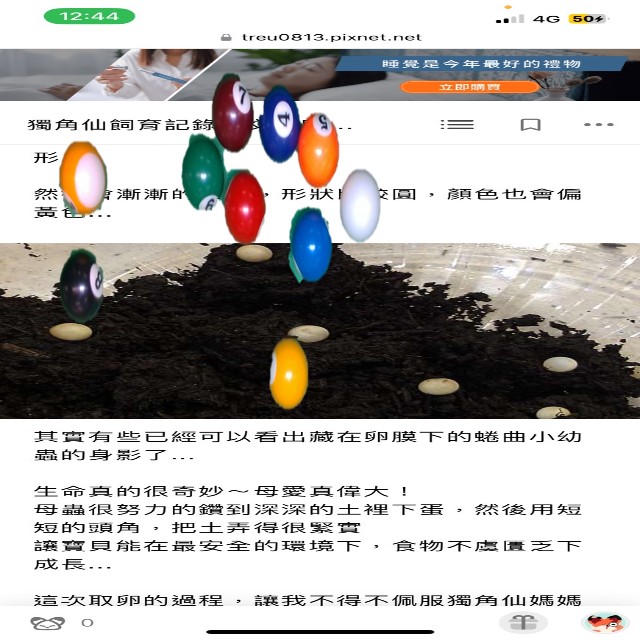 12:44
4G
50
treu0813.pixnet.net
睡覺是今年最好的禮物
立即購買
獨角仙飼育記錄
...
7
4
5
形
然 漸漸的 ，形狀 較圓，顏色也會偏
黃色...
6
8
其實有些已經可以看出藏在卵膜下的蜷曲小幼
蟲的身影了...
生命真的很奇妙～母愛真偉大！
母蟲很努力的鑽到深深的土裡下蛋，然後用短
短的頭角，把土弄得很緊實
讓寶貝能在最安全的環境下，食物不虞匱乏下
成長...
這次取卵的過程，讓我不得不佩服獨角仙媽媽
0